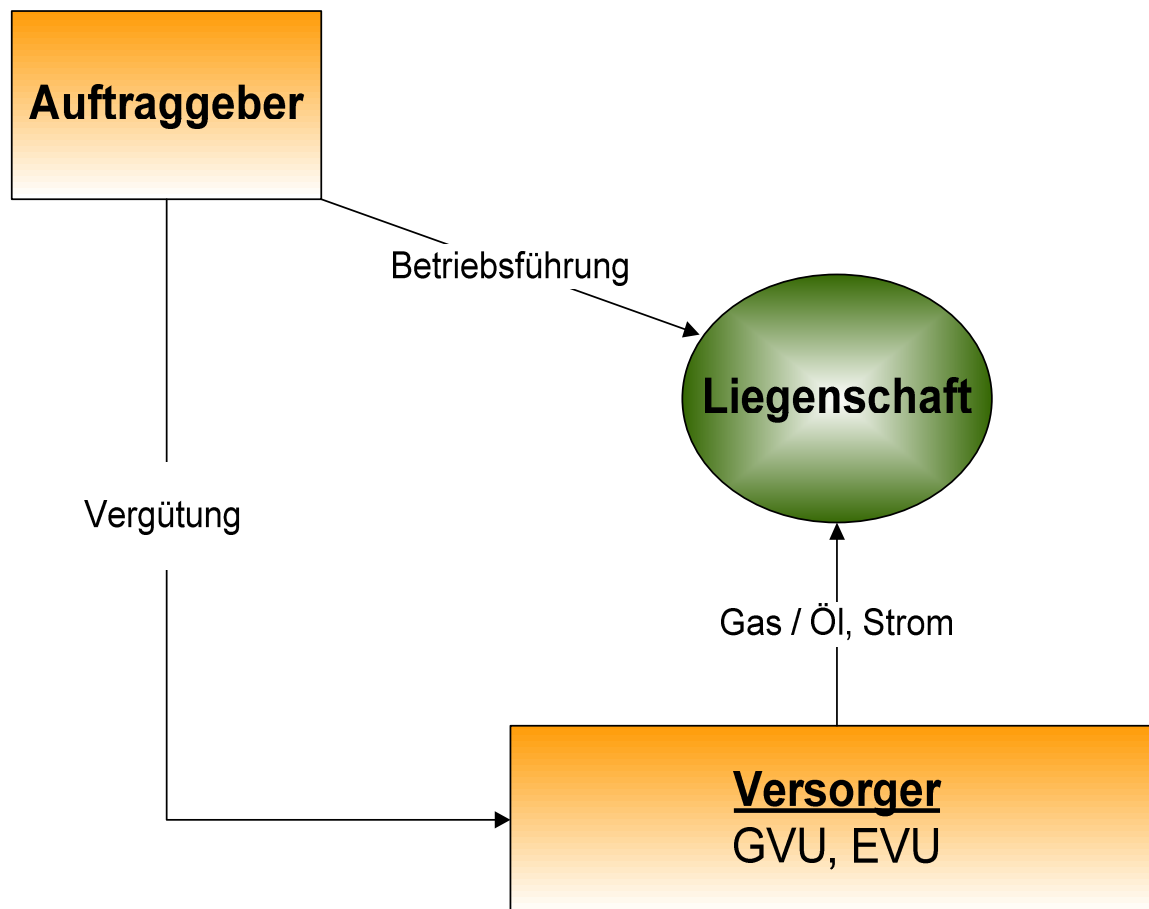 Auftraggeber
Betriebsführung
Liegenschaft
Vergütung
Gas / Öl, Strom
Versorger
GVU, EVU